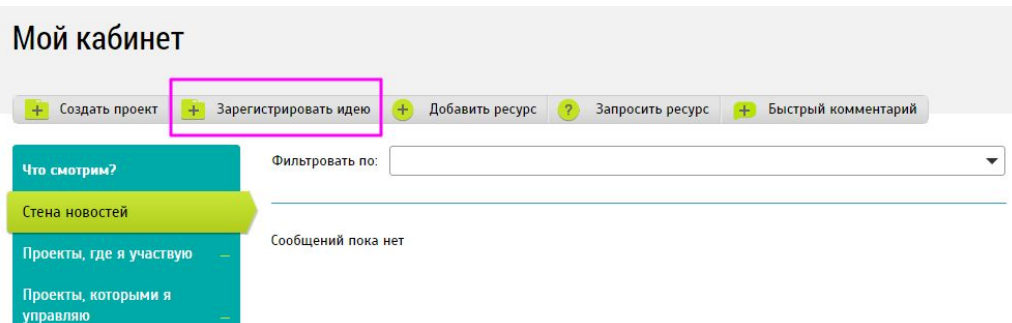 Мой кабинет
Создать проект Зарегистрировать идею Добавить ресурс ? Запросить ресурс Быстрый комментарий
Что смотрим?
Фильтровать по:
Стена новостей
Сообщений пока нет
Проекты, где я участвую
Проекты, которыми я
управляю